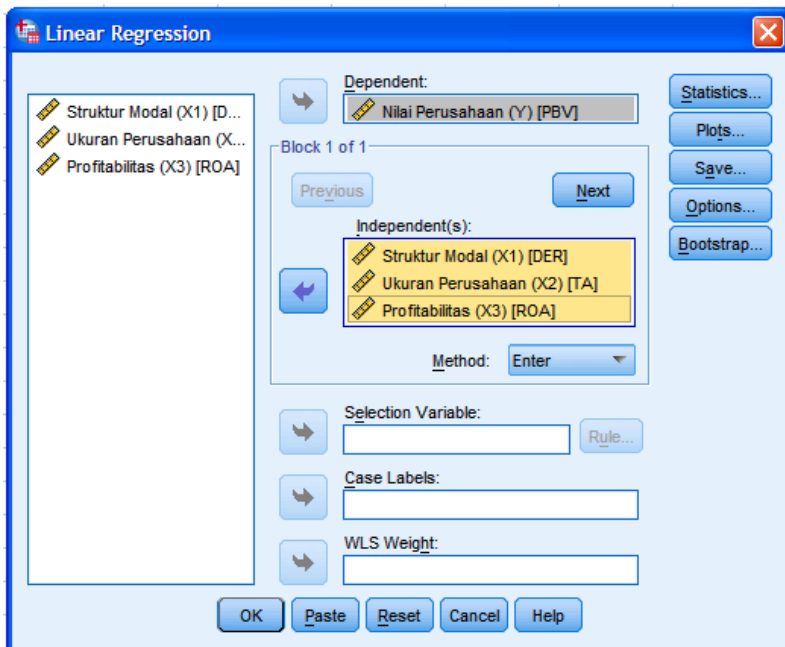 Linear Regression
Struktur Modal (X1) [D...
Ukuran Perusahaan (X...
Profitabilitas (X3) [ROA]
Dependent:
Nilai Perusahaan (Y) [PBV]
Block 1 of 1
Previous
Next
Independent(s):
Struktur Modal (X1) [DER]
Ukuran Perusahaan (X2) [TA]
Profitabilitas (X3) [ROA]
Method:
Enter
Selection Variable:
Rule...
Case Labels:
WLS Weight:
Statistics...
Plots...
Save...
Options...
Bootstrap...
OK
Paste
Reset
Cancel
Help